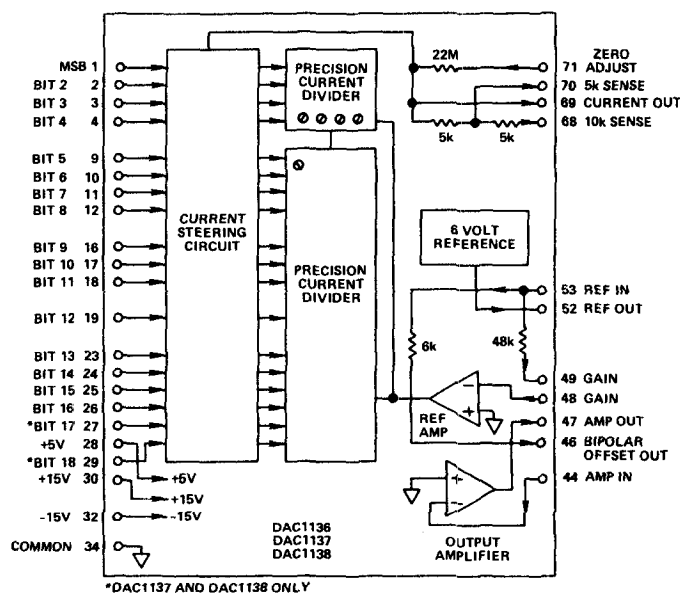 MSB 1
BIT 2 2
BIT 3 3
BIT 4 4
BIT 5 9
BIT 6 10
BIT 7 11
BIT 8 12
BIT 9 16
BIT 10 17
BIT 11 18
BIT 12 19
BIT 13 23
BIT 14 24
BIT 15 25
BIT 16 26
*BIT 17 27
+5V 28
*BIT 18 29
+15V 30
-15V 32
COMMON 34
CURRENT
STEERING
CIRCUIT
+5V
+15V
-15V
PRECISION
CURRENT
DIVIDER
PRECISION
CURRENT
DIVIDER
22M
5k
5k
6 VOLT
REFERENCE
6k
48k
REF
AMP
-
+
+
-
OUTPUT
AMPLIFIER
DAC1136
DAC1137
DAC1138
71 ZERO
ADJUST
70 5k SENSE
69 CURRENT OUT
68 10k SENSE
53 REF IN
52 REF OUT
49 GAIN
48 GAIN
47 AMP OUT
46 BIPOLAR
OFFSET OUT
44 AMP IN
*DAC1137 AND DAC1138 ONLY